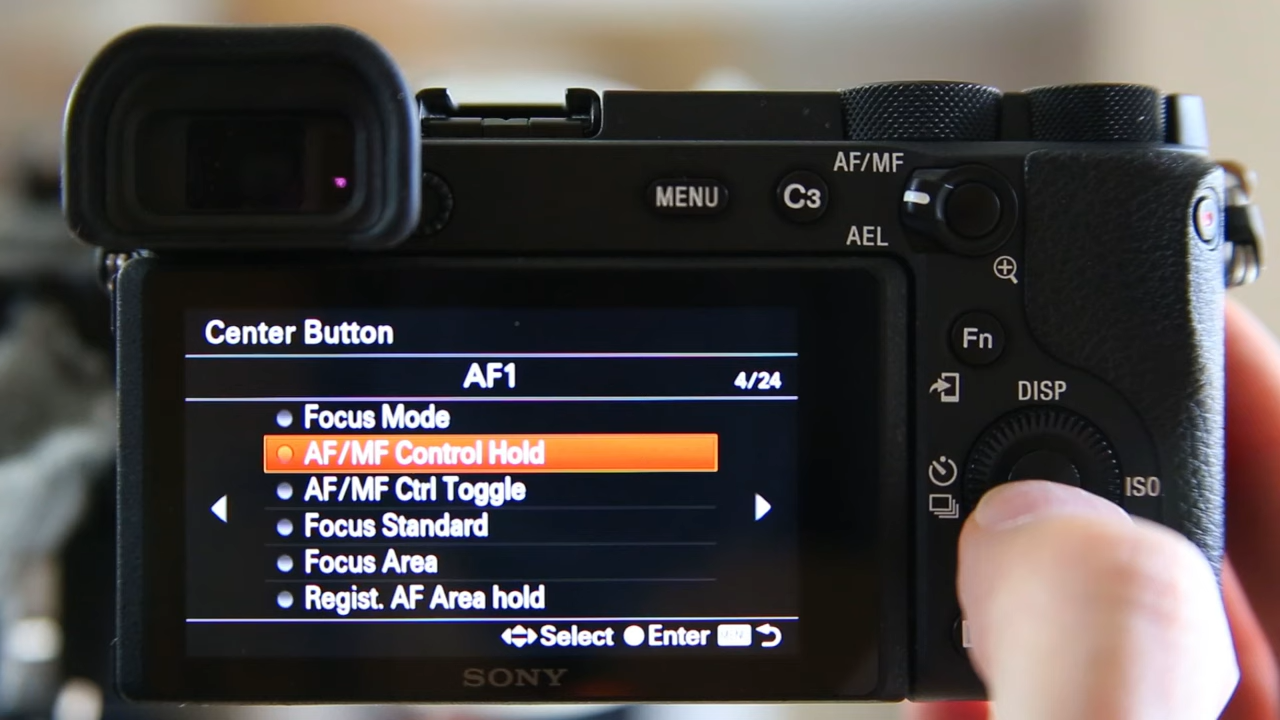 AF/MF
MENU
C3
AEL
Fn
DISP
ISO
Center Button
AF1
4/24
Focus Mode
AF/MF Control Hold
AF/MF Ctrl Toggle
Focus Standard
Focus Area
Regist. AF Area hold
Select Enter MENU
SONY